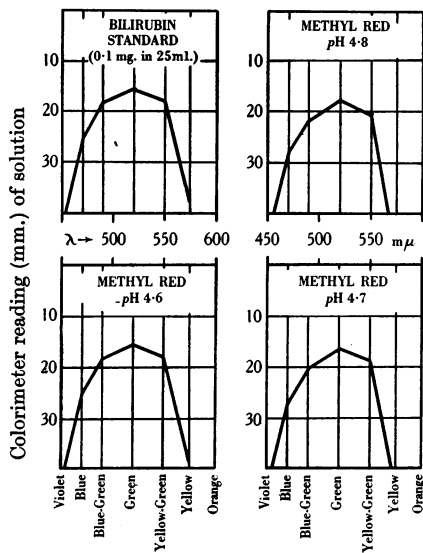 BILIRUBIN
STANDARD
(0·1 mg. in 25ml.)
METHYL RED
pH 4·8
10
20
30
10
20
30
Colorimeter reading (mm.) of solution
λ→ 500 550 600
450 500 550 mμ
METHYL RED
pH 4·6
METHYL RED
pH 4·7
10
20
30
10
20
30
Violet
Blue
Blue-Green
Green
Yellow-Green
Yellow
Orange
Violet
Blue
Blue-Green
Green
Yellow-Green
Yellow
Orange